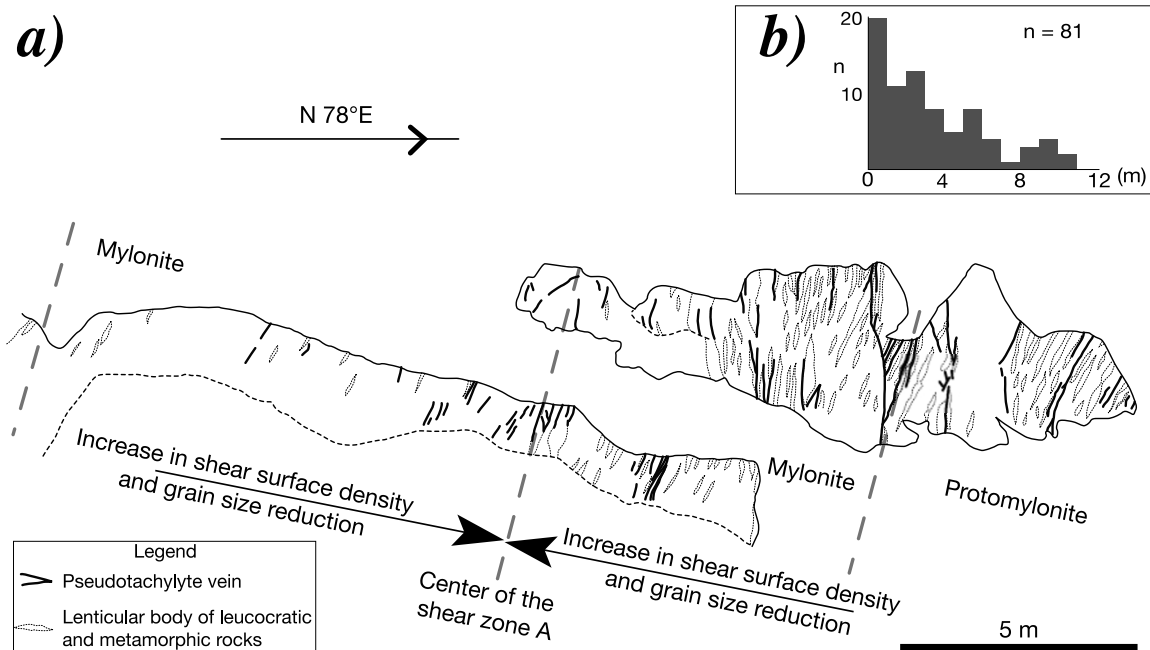 a)
N 78°E
b)
n = 81
20
n
10
0 4 8 12 (m)
Mylonite
Increase in shear surface density
and grain size reduction
Mylonite
Protomylonite
Increase in shear surface density
and grain size reduction
Center of the
shear zone A
Legend
Pseudotachylyte vein
Lenticular body of leucocratic
and metamorphic rocks
5 m